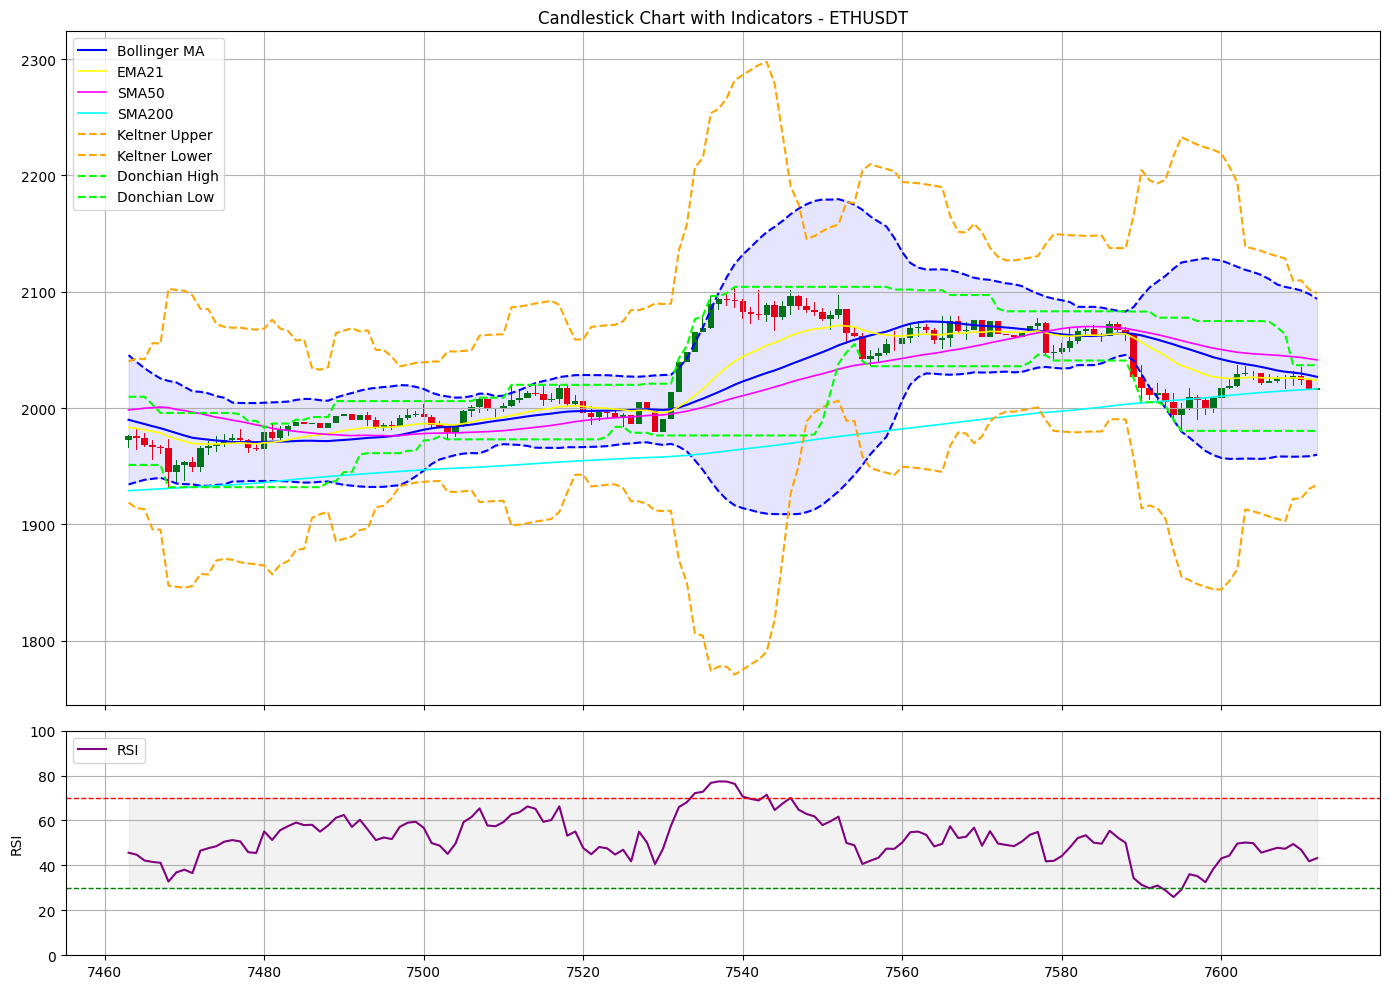 Candlestick Chart with Indicators - ETHUSDT
Bollinger MA
EMA21
SMA50
SMA200
Keltner Upper
Keltner Lower
Donchian High
Donchian Low
2300
2200
2100
2000
1900
1800
RSI
100
80
60
40
20
0
RSI
7460 7480 7500 7520 7540 7560 7580 7600